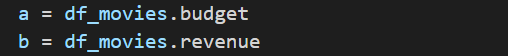 a = df_movies.budget
b = df_movies.revenue